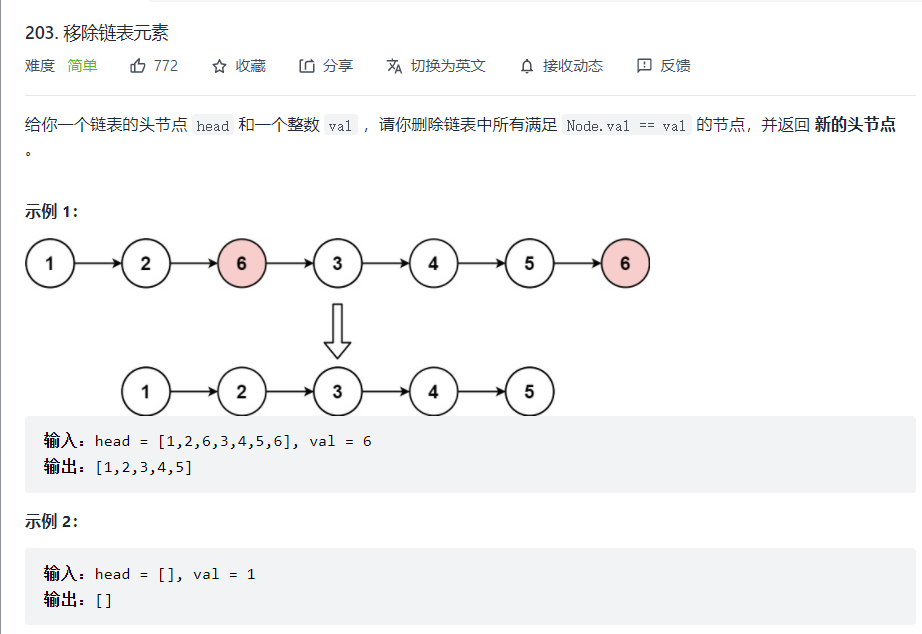 203. 移除链表元素
难度 简单 772 收藏 分享 切换为英文 接收动态 反馈
给你一个链表的头节点 head 和一个整数 val ，请你删除链表中所有满足 Node.val == val 的节点，并返回 新的头节点
。
示例 1：
1 2 6 3 4 5 6
1 2 3 4 5
输入：head = [1,2,6,3,4,5,6], val = 6
输出：[1,2,3,4,5]
示例 2：
输入：head = [], val = 1
输出：[]